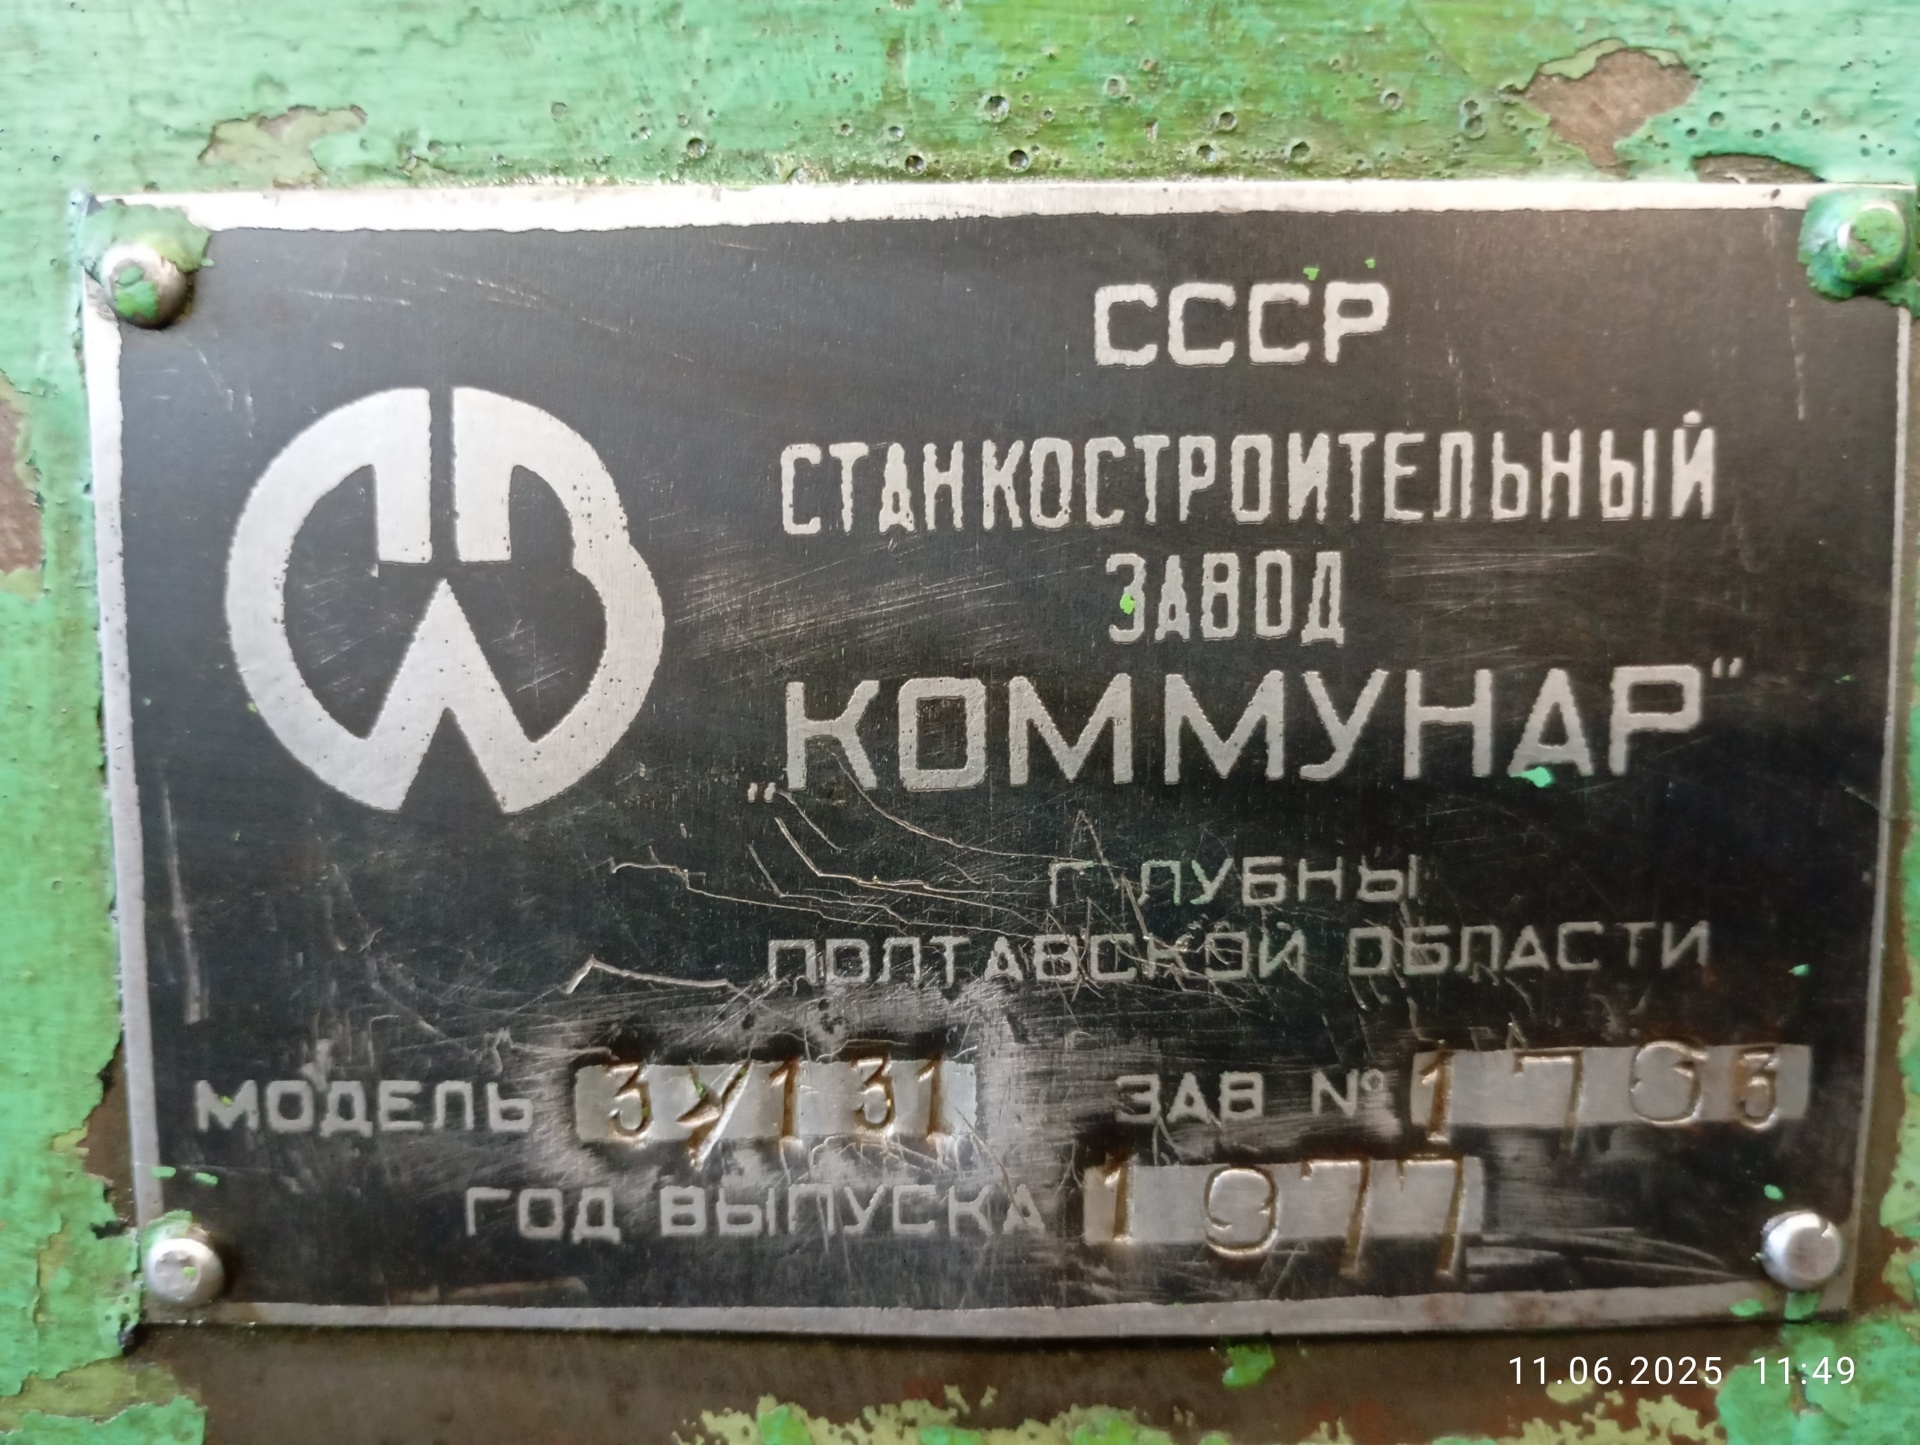 СССР
СТАНКОСТРОИТЕЛЬНЫЙ
ЗАВОД
„КОММУНАР“
Г. ЛУБНЫ
ПОЛТАВСКОЙ ОБЛАСТИ
МОДЕЛЬ 3У131 ЗАВ №
ГОД ВЫПУСКА 1977
11.06.2025 11:49